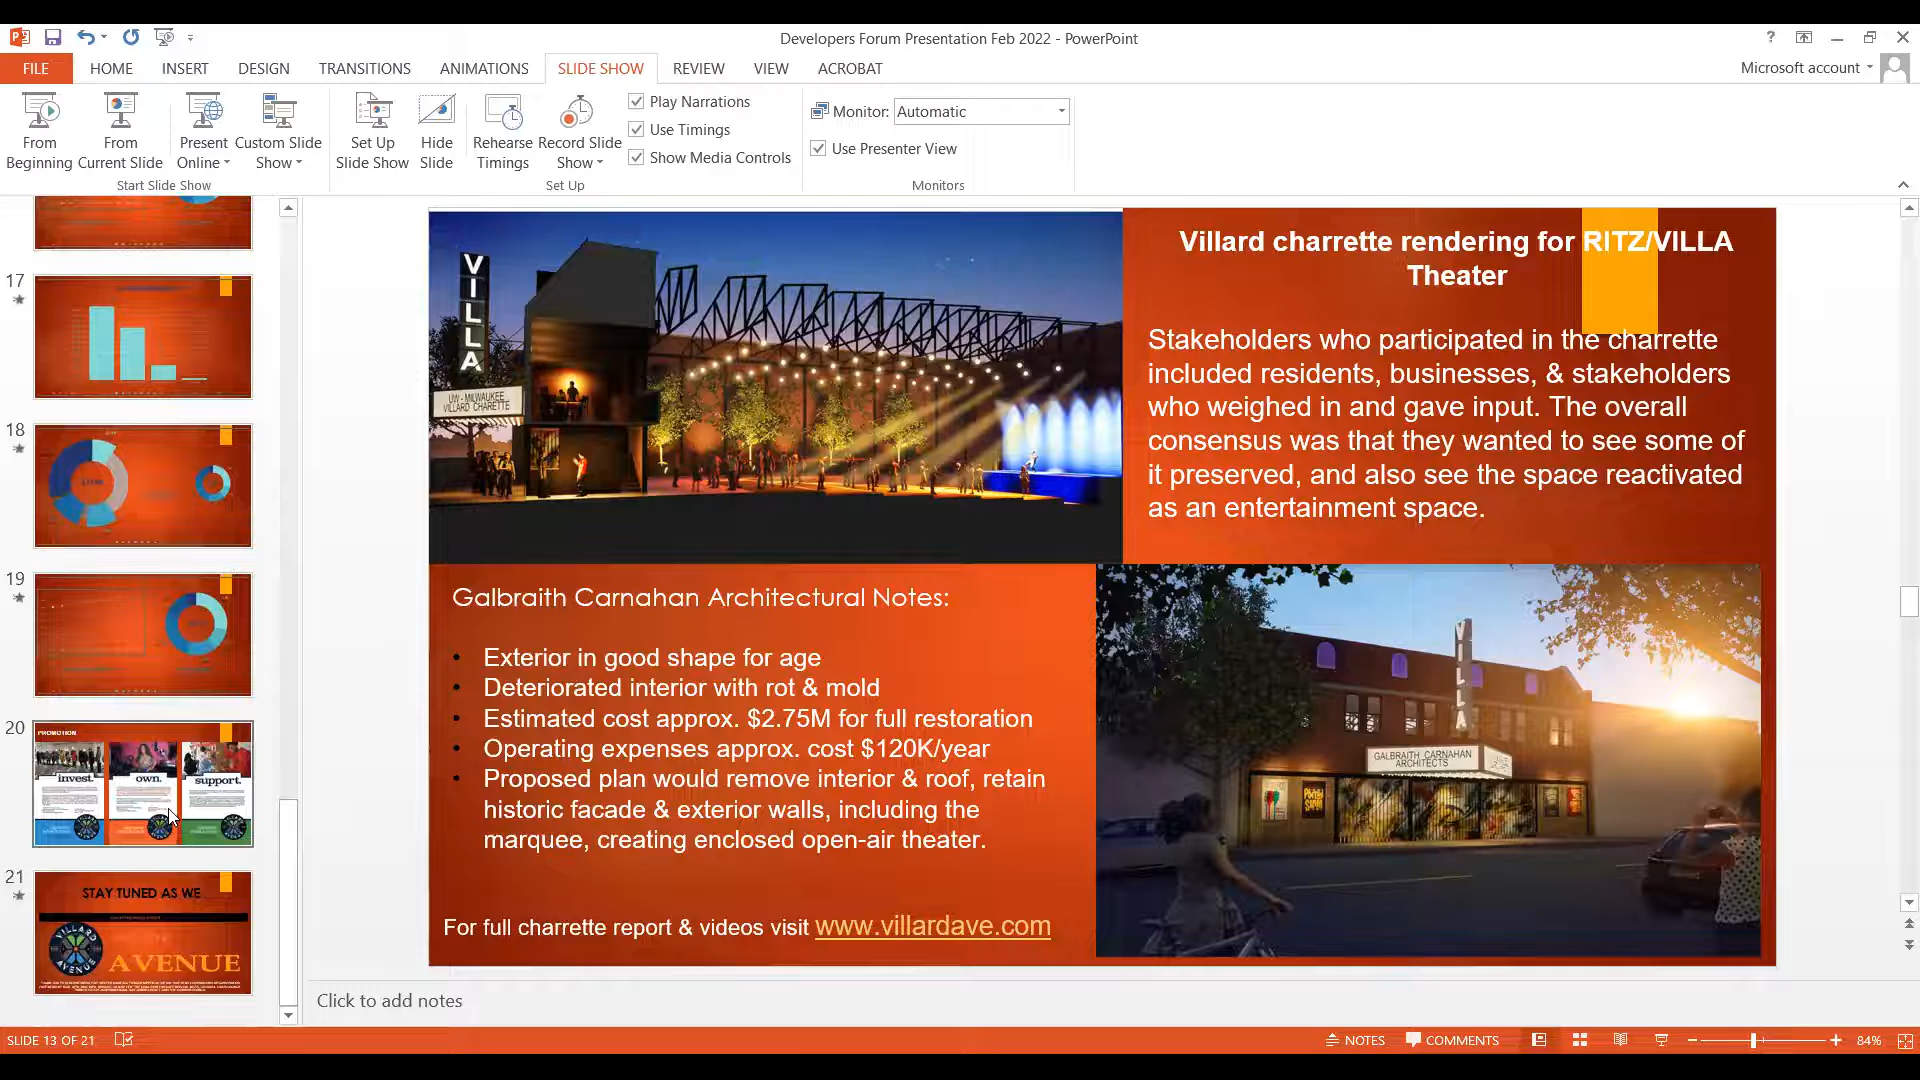 Developers Forum Presentation Feb 2022 - PowerPoint
FILE HOME INSERT DESIGN TRANSITIONS ANIMATIONS SLIDE SHOW REVIEW VIEW ACROBAT
Microsoft account
From Beginning
From Current Slide
Present Online
Custom Slide Show
Set Up Slide Show
Hide Slide
Rehearse Timings
Record Slide Show
Play Narrations
Use Timings
Show Media Controls
Monitor: Automatic
Use Presenter View
Start Slide Show
Set Up
Monitors
17
18
19
20
PROMOTION
invest. own. support.
21
STAY TUNED AS WE
VILLARD
AVENUE
AVENUE
VILLA
UW - MILWAUKEE
VILLARD CHARETTE
Villard charrette rendering for RITZ/VILLA
Theater
Stakeholders who participated in the charrette
included residents, businesses, & stakeholders
who weighed in and gave input. The overall
consensus was that they wanted to see some of
it preserved, and also see the space reactivated
as an entertainment space.
Galbraith Carnahan Architectural Notes:
• Exterior in good shape for age
• Deteriorated interior with rot & mold
• Estimated cost approx. $2.75M for full restoration
• Operating expenses approx. cost $120K/year
• Proposed plan would remove interior & roof, retain
historic facade & exterior walls, including the
marquee, creating enclosed open-air theater.
For full charrette report & videos visit www.villardave.com
VILLA
GALBRAITH CARNAHAN
ARCHITECTS
Click to add notes
SLIDE 13 OF 21
NOTES
COMMENTS
84%